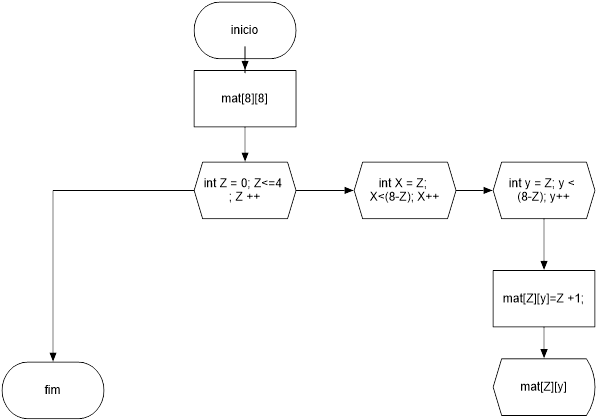 inicio
mat[8][8]
int Z = 0; Z<=4
; Z ++
int X = Z;
X<(8-Z); X++
int y = Z; y <
(8-Z); y++
mat[Z][y]=Z +1;
fim
mat[Z][y]